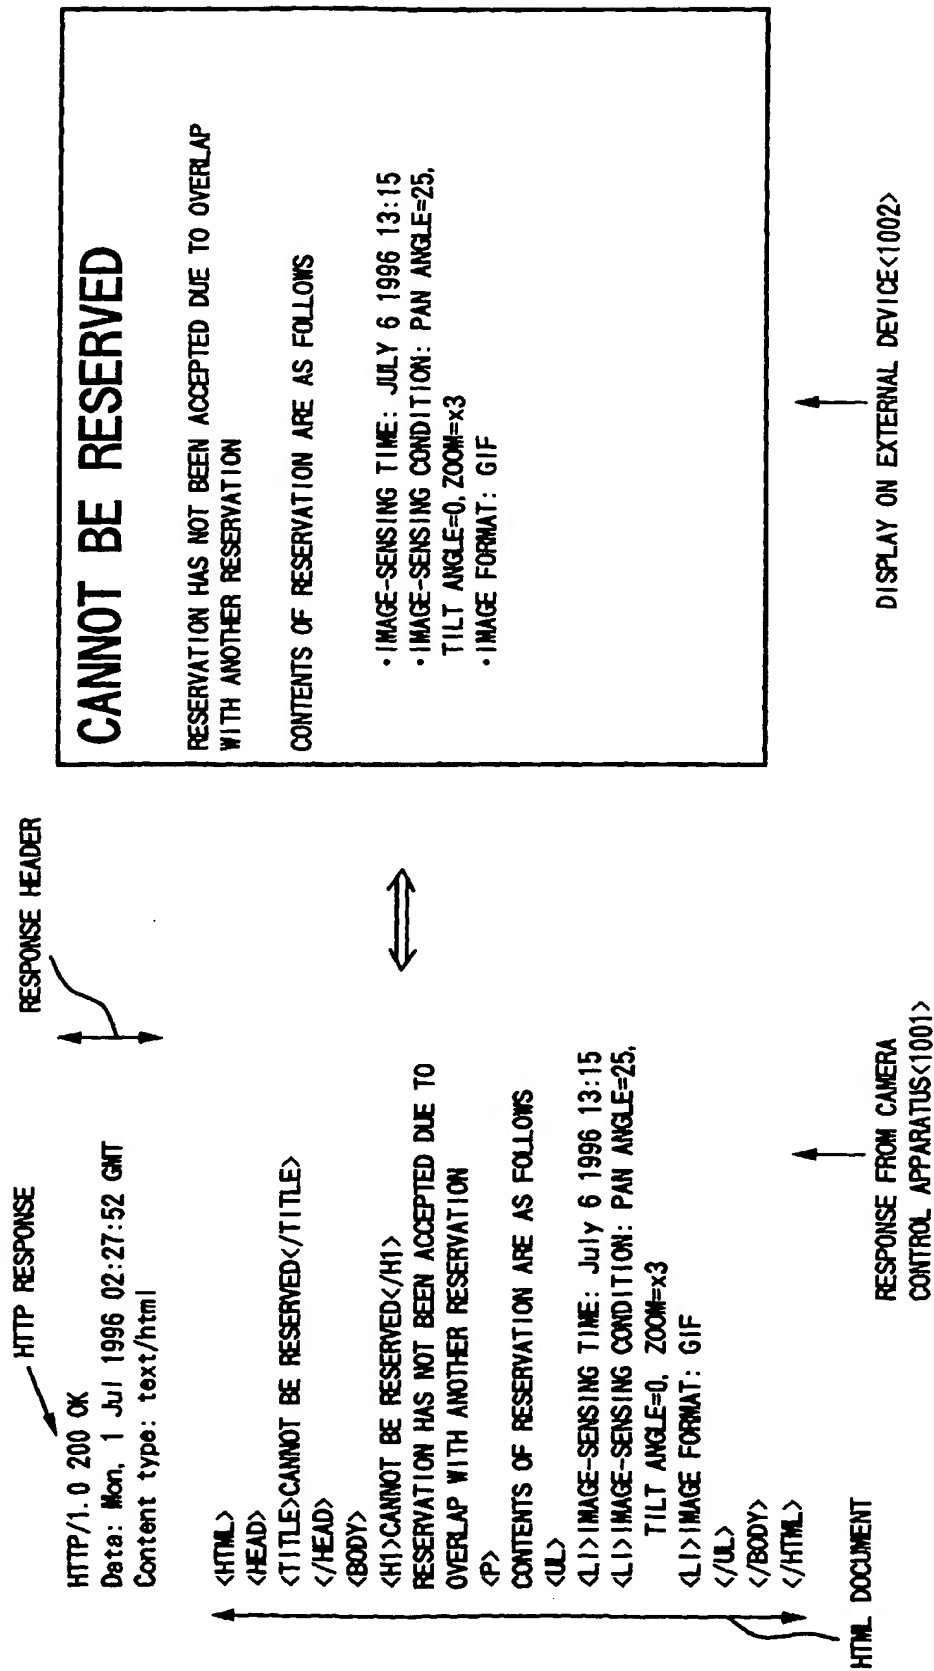 HTTP RESPONSE
RESPONSE HEADER
HTTP/1.0 200 OK
Data: Mon, 1 Jul 1996 02:27:52 GMT
Content type: text/html
<HTML>
<HEAD>
<TITLE>CANNOT BE RESERVED</TITLE>
</HEAD>
<BODY>
<H1>CANNOT BE RESERVED</H1>
RESERVATION HAS NOT BEEN ACCEPTED DUE TO
OVERLAP WITH ANOTHER RESERVATION
<P>
CONTENTS OF RESERVATION ARE AS FOLLOWS
<UL>
<LI>IMAGE-SENSING TIME: July 6 1996 13:15
<LI>IMAGE-SENSING CONDITION: PAN ANGLE=25,
TILT ANGLE=0, ZOOM=x3
<LI>IMAGE FORMAT: GIF
</UL>
</BODY>
</HTML>
HTML DOCUMENT
RESPONSE FROM CAMERA
CONTROL APPARATUS<1001>
CANNOT BE RESERVED
RESERVATION HAS NOT BEEN ACCEPTED DUE TO OVERLAP
WITH ANOTHER RESERVATION
CONTENTS OF RESERVATION ARE AS FOLLOWS
・IMAGE-SENSING TIME: JULY 6 1996 13:15
・IMAGE-SENSING CONDITION: PAN ANGLE=25,
TILT ANGLE=0, ZOOM=x3
・IMAGE FORMAT: GIF
DISPLAY ON EXTERNAL DEVICE<1002>